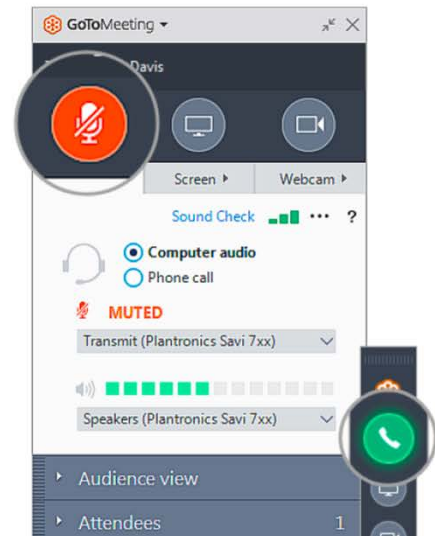 GoToMeeting
Davis
Screen
Webcam
Sound Check ... ?
Computer audio
Phone call
MUTED
Transmit (Plantronics Savi 7xx)
Speakers (Plantronics Savi 7xx)
Audience view
Attendees 1